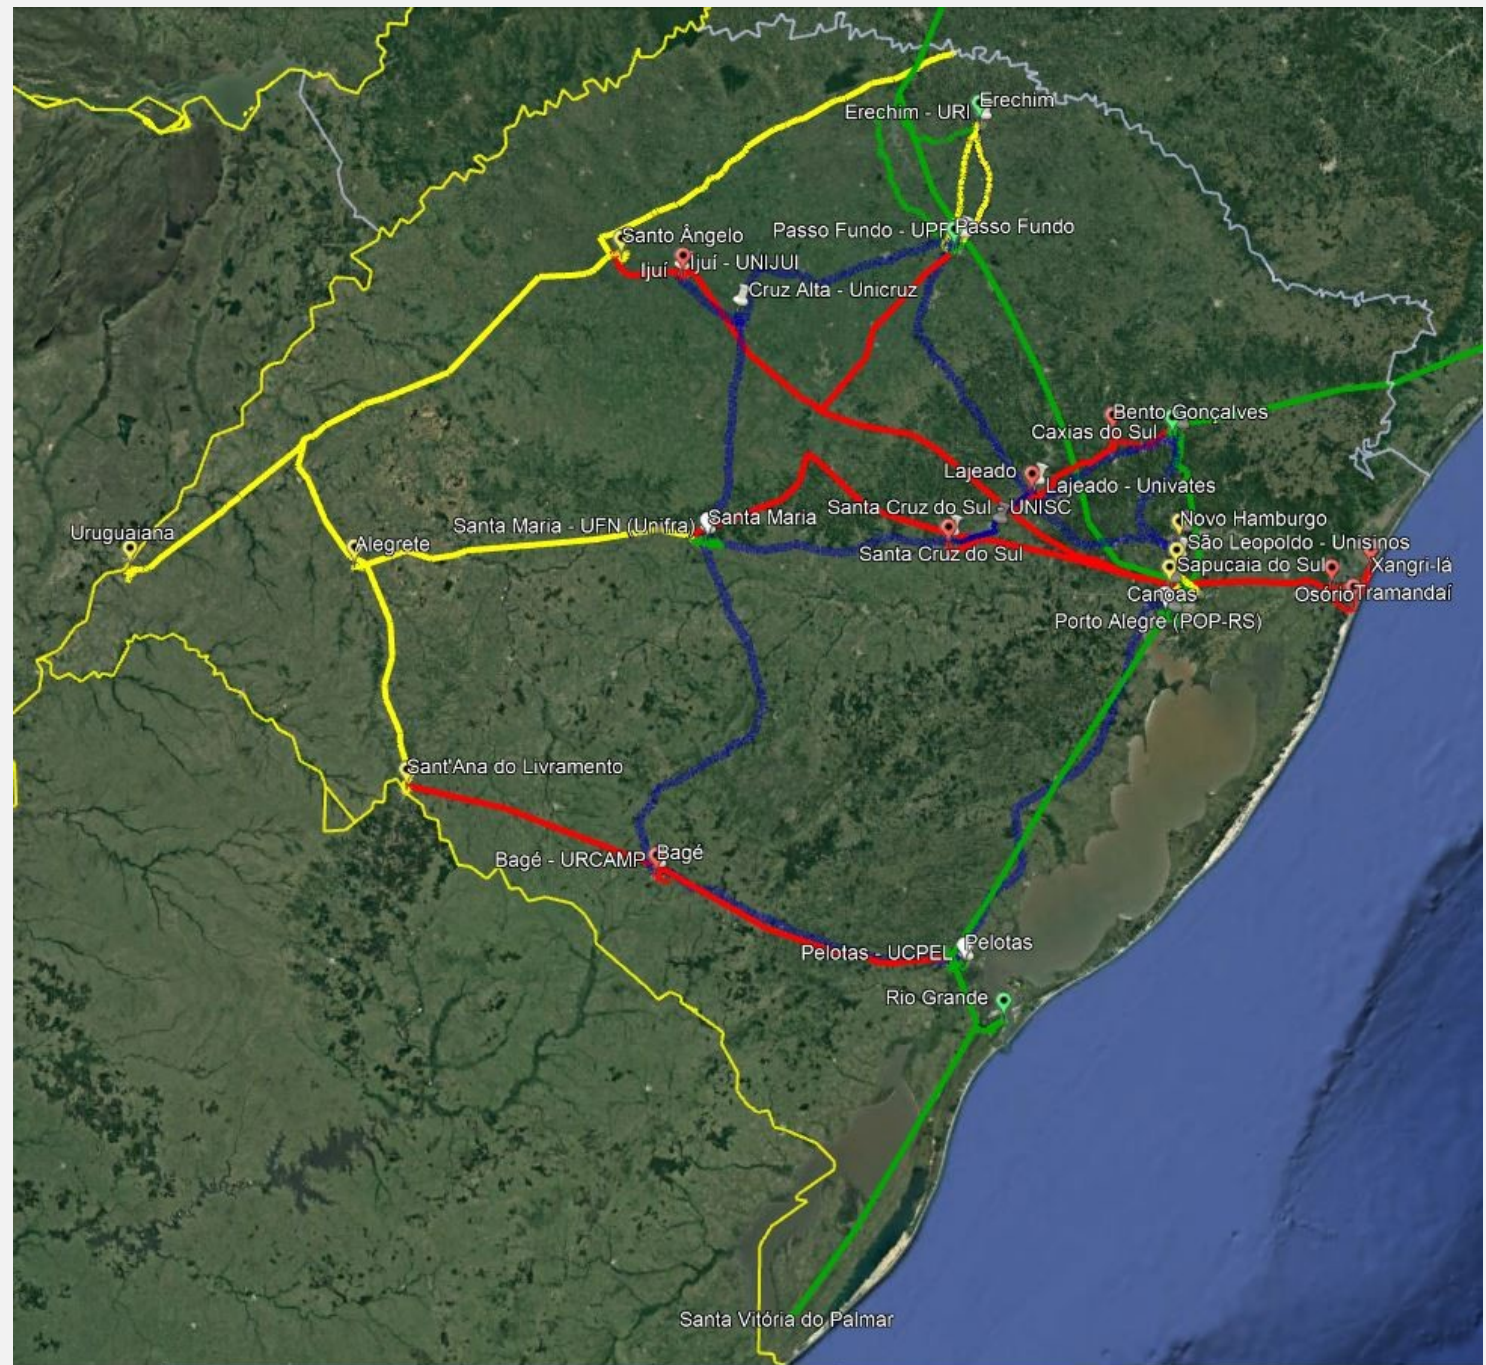 Erechim
Erechim - URI
Passo Fundo - UPF
Passo Fundo
Santo Ângelo
Ijuí
Ijuí - UNIJUI
Cruz Alta - Unicruz
Bento Gonçalves
Caxias do Sul
Lajeado
Lajeado - Univates
Santa Cruz do Sul - UNISC
Santa Maria
Santa Maria - UFN (Unifra)
Novo Hamburgo
Uruguaiana
Alegrete
São Leopoldo - Unisinos
Santa Cruz do Sul
Sapucaia do Sul
Xangri-lá
Canoas
Osório
Tramandaí
Porto Alegre (POP-RS)
Sant'Ana do Livramento
Bagé - URCAMP
Bagé
Pelotas
Pelotas - UCPEL
Rio Grande
Santa Vitória do Palmar